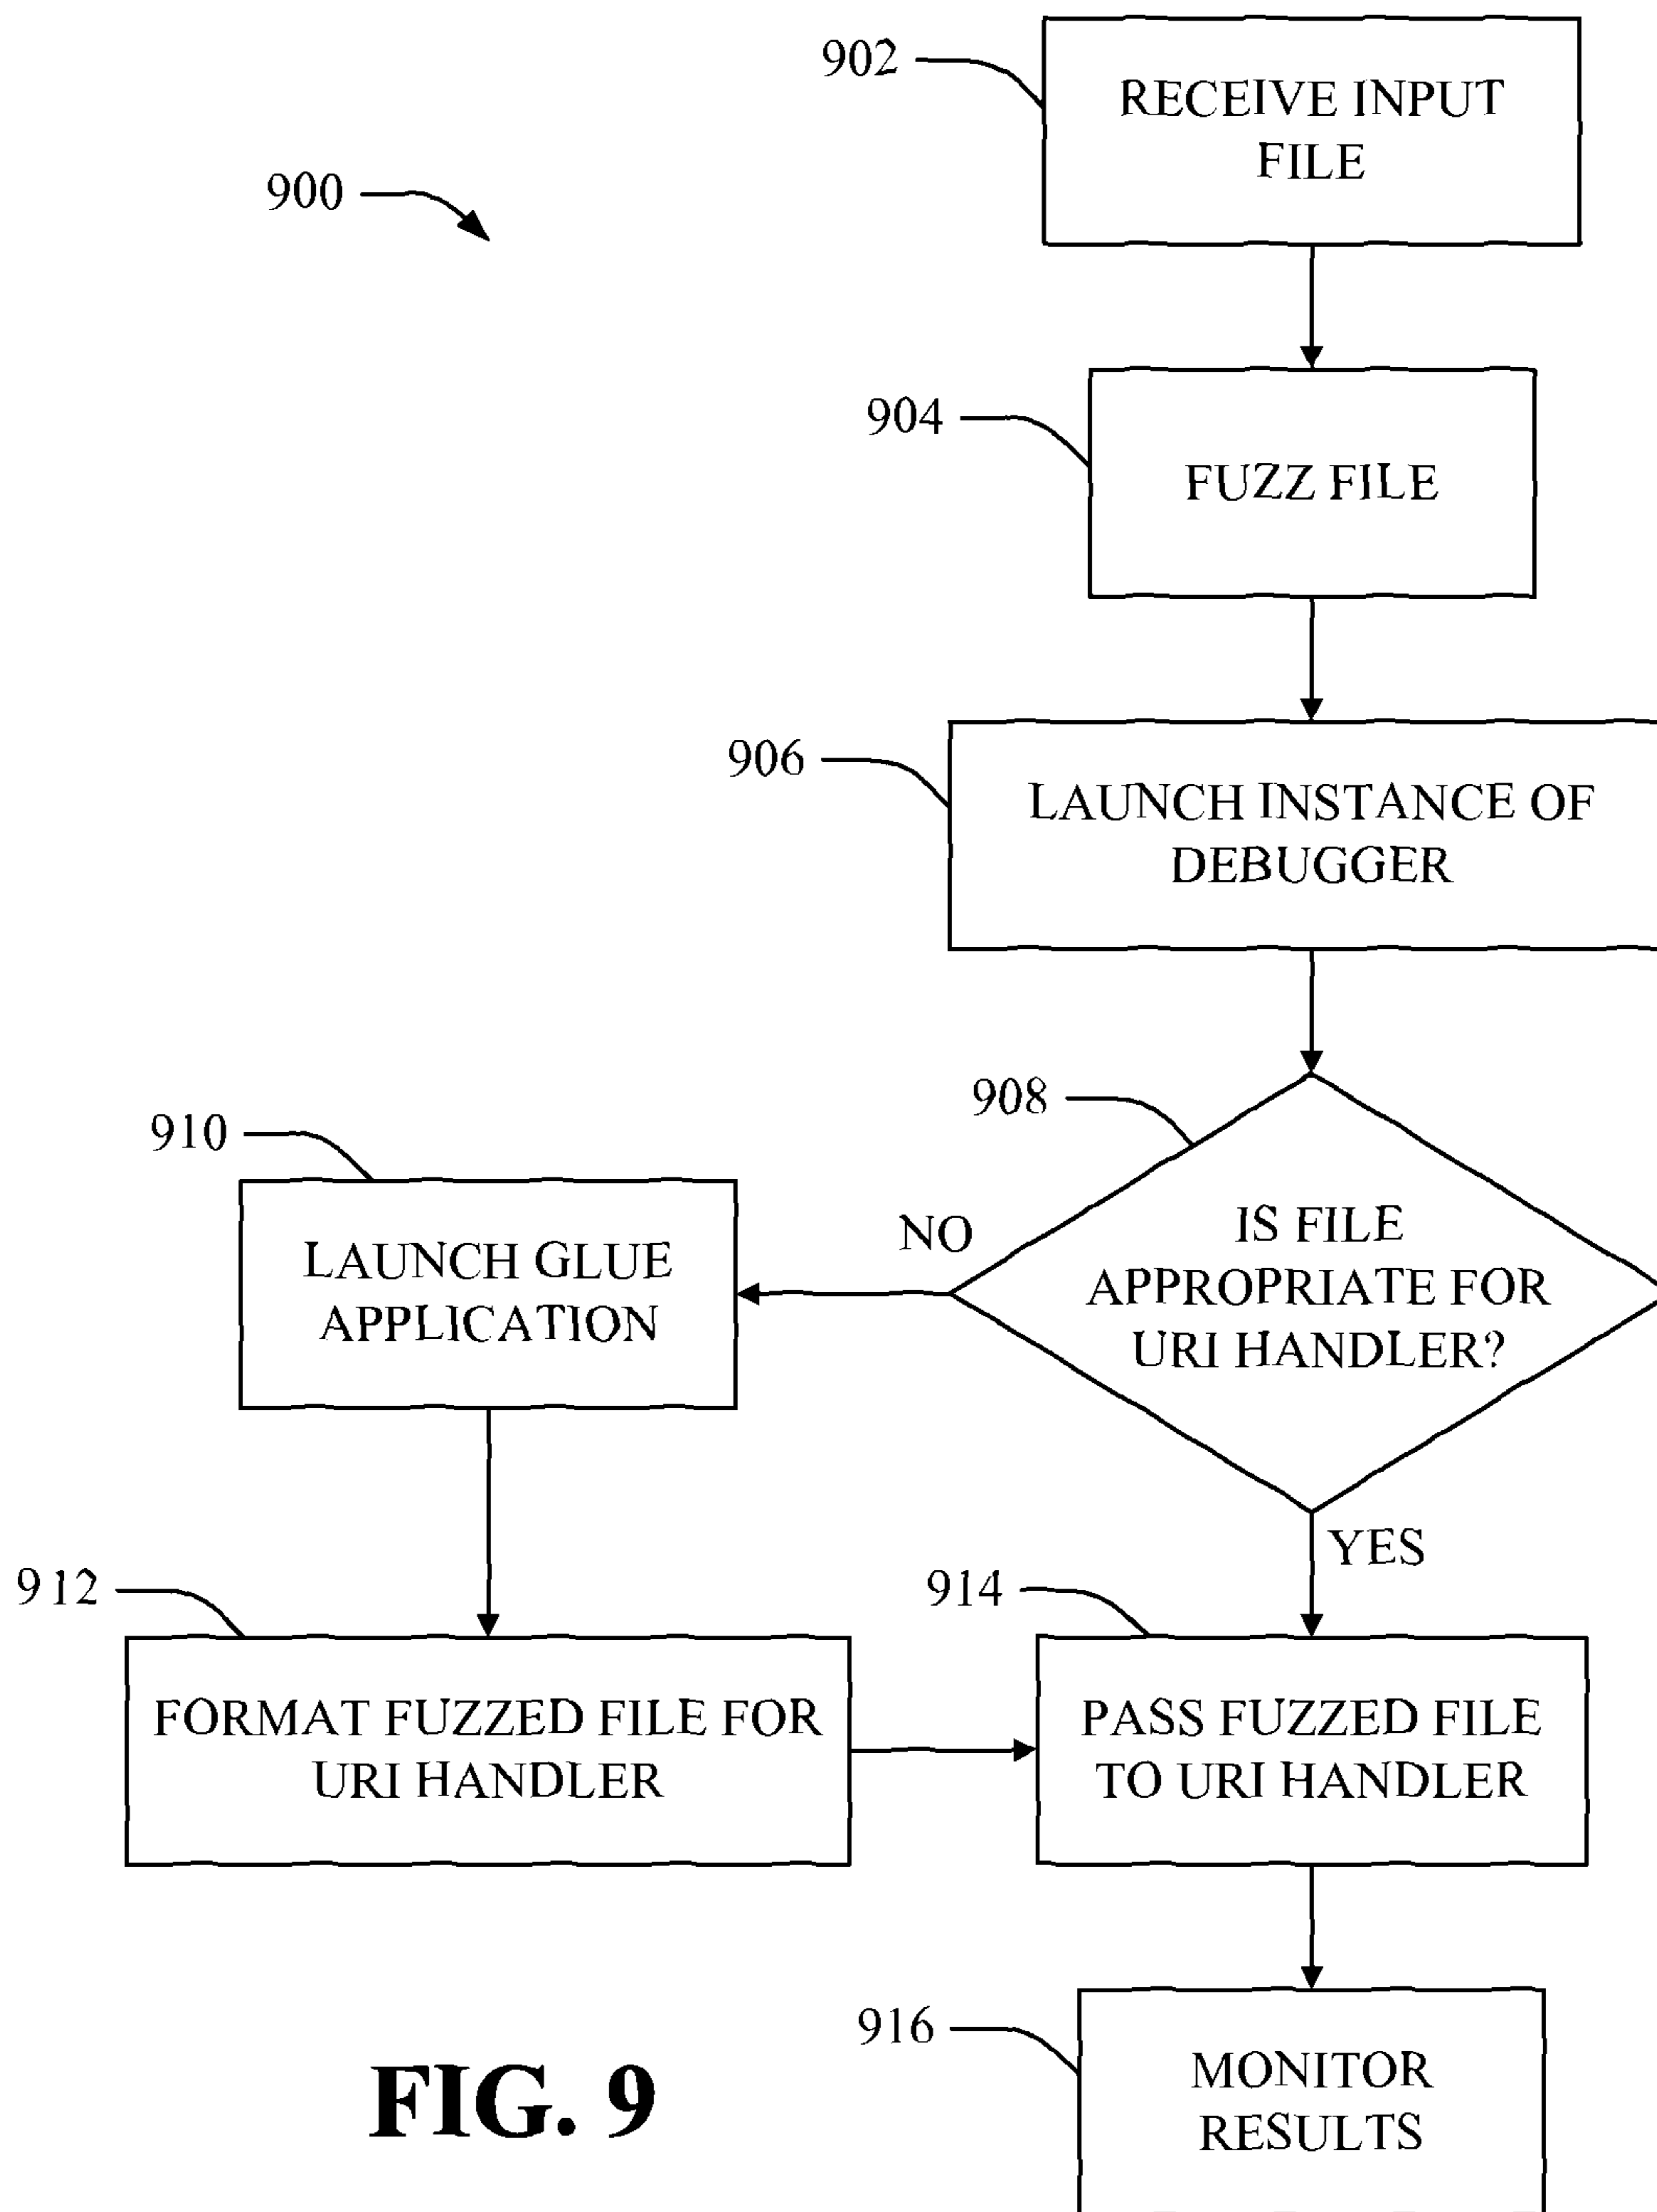 902
RECEIVE INPUT
FILE
900
904
FUZZ FILE
906
LAUNCH INSTANCE OF
DEBUGGER
908
IS FILE
APPROPRIATE FOR
URI HANDLER?
NO
YES
910
LAUNCH GLUE
APPLICATION
912
FORMAT FUZZED FILE FOR
URI HANDLER
914
PASS FUZZED FILE
TO URI HANDLER
916
MONITOR
RESULTS
FIG. 9